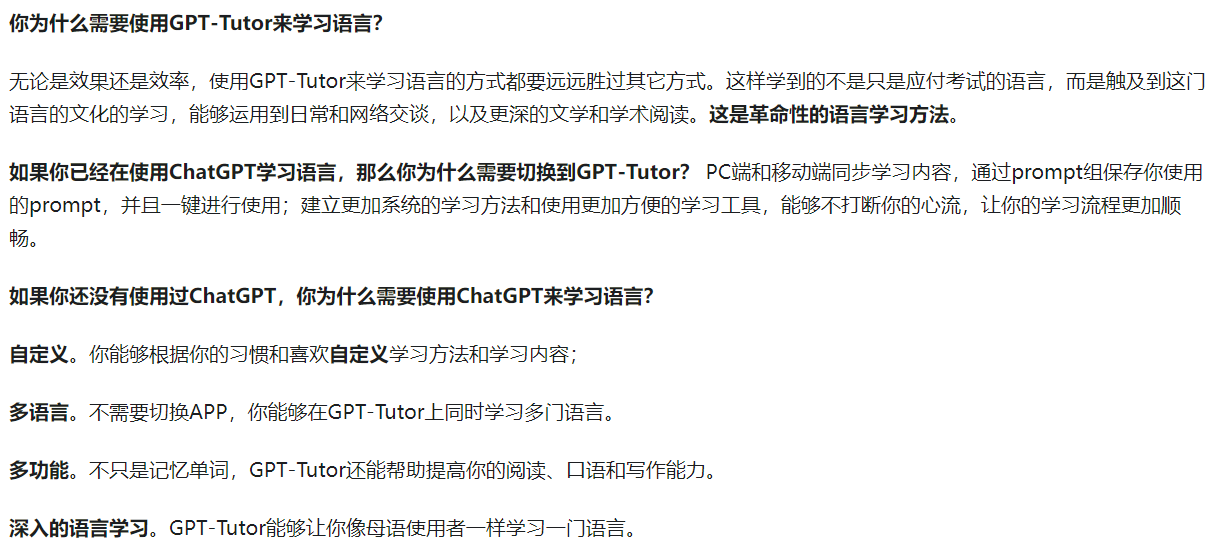 你为什么需要使用GPT-Tutor来学习语言？
无论是效果还是效率，使用GPT-Tutor来学习语言的方式都要远远胜过其它方式。这样学到的不是只是应付考试的语言，而是触及到这门
语言的文化的学习，能够运用到日常和网络交谈，以及更深的文学和学术阅读。这是革命性的语言学习方法。
如果你已经在使用ChatGPT学习语言，那么你为什么需要切换到GPT-Tutor？ PC端和移动端同步学习内容，通过prompt组保存你使用
的prompt，并且一键进行使用；建立更加系统的学习方法和使用更加方便的学习工具，能够不打断你的心流，让你的学习流程更加顺
畅。
如果你还没有使用过ChatGPT，你为什么需要使用ChatGPT来学习语言？
自定义。你能够根据你的习惯和喜欢自定义学习方法和学习内容；
多语言。不需要切换APP，你能够在GPT-Tutor上同时学习多门语言。
多功能。不只是记忆单词，GPT-Tutor还能帮助提高你的阅读、口语和写作能力。
深入的语言学习。GPT-Tutor能够让你像母语使用者一样学习一门语言。